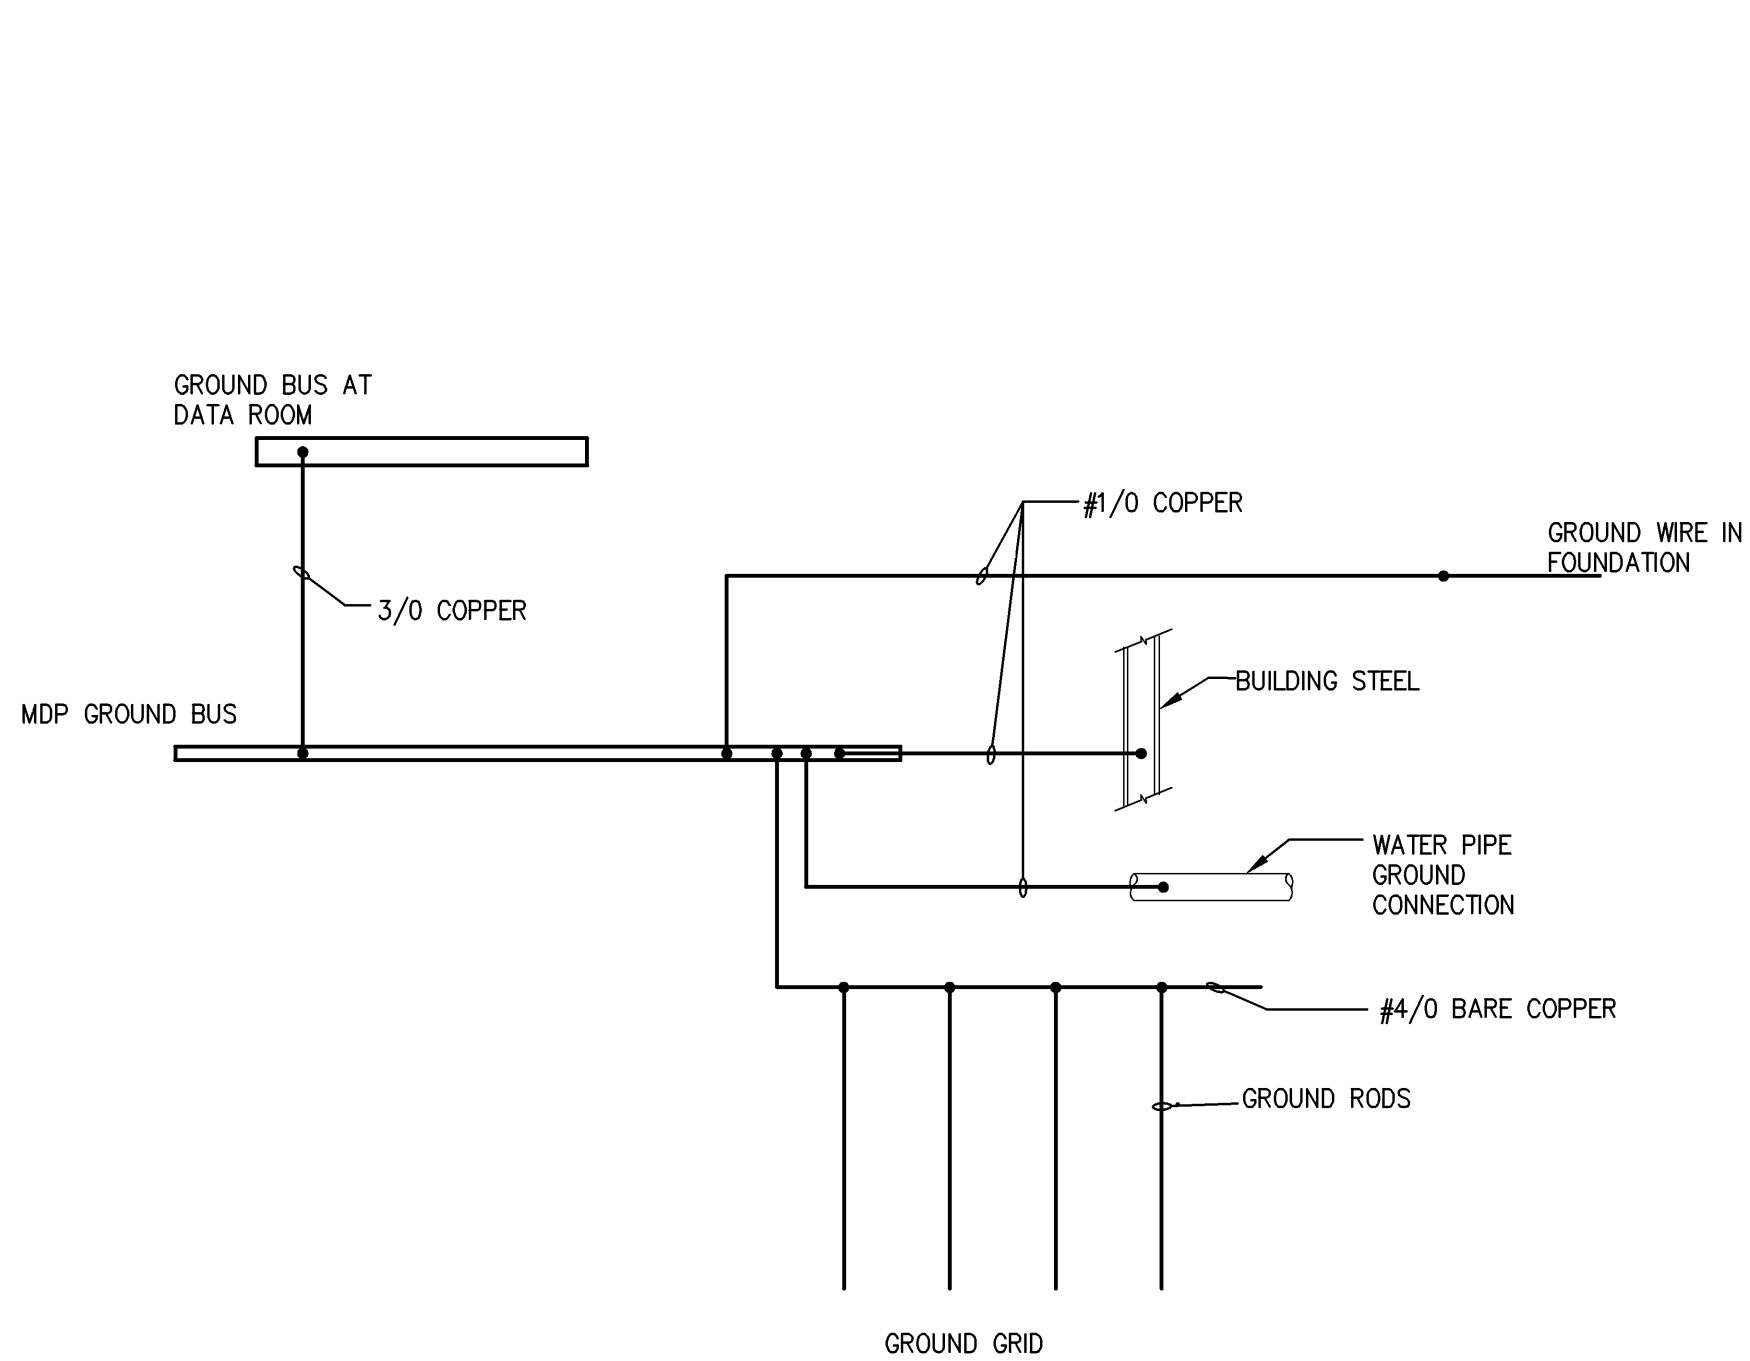 GROUND BUS AT
DATA ROOM
#1/0 COPPER
GROUND WIRE IN
FOUNDATION
3/0 COPPER
BUILDING STEEL
MDP GROUND BUS
WATER PIPE
GROUND
CONNECTION
#4/0 BARE COPPER
GROUND RODS
GROUND GRID